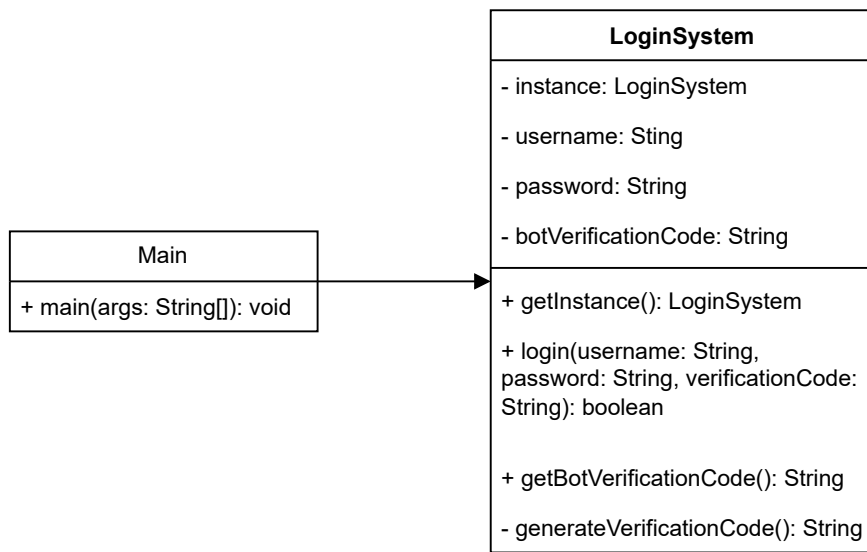 LoginSystem
- instance: LoginSystem
- username: Sting
- password: String
- botVerificationCode: String
Main
+ main(args: String[]): void
+ getInstance(): LoginSystem
+ login(username: String,
password: String, verificationCode:
String): boolean
+ getBotVerificationCode(): String
- generateVerificationCode(): String